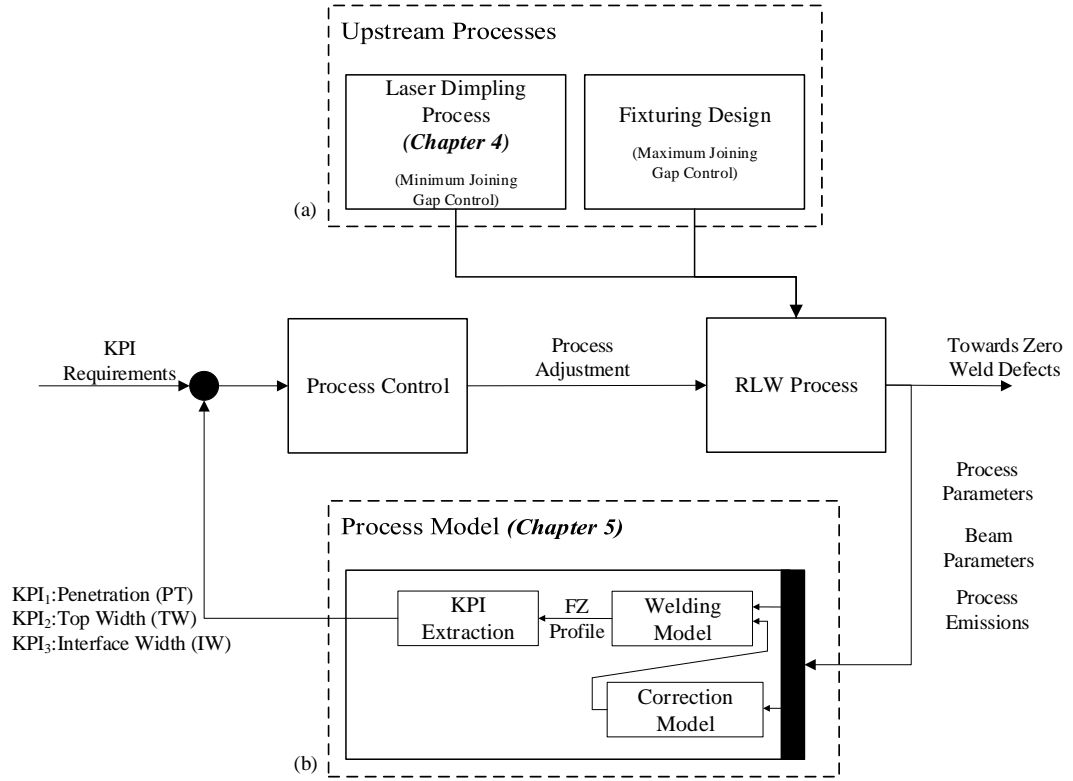 Upstream Processes
Laser Dimpling
Process
(Chapter 4)
(Minimum Joining
Gap Control)
Fixturing Design
(Maximum Joining
Gap Control)
(a)
KPI
Requirements
Process Control
Process
Adjustment
RLW Process
Towards Zero
Weld Defects
Process
Parameters
Beam
Parameters
Process
Emissions
Process Model (Chapter 5)
KPI₁:Penetration (PT)
KPI₂:Top Width (TW)
KPI₃:Interface Width (IW)
KPI
Extraction
FZ
Profile
Welding
Model
Correction
Model
(b)